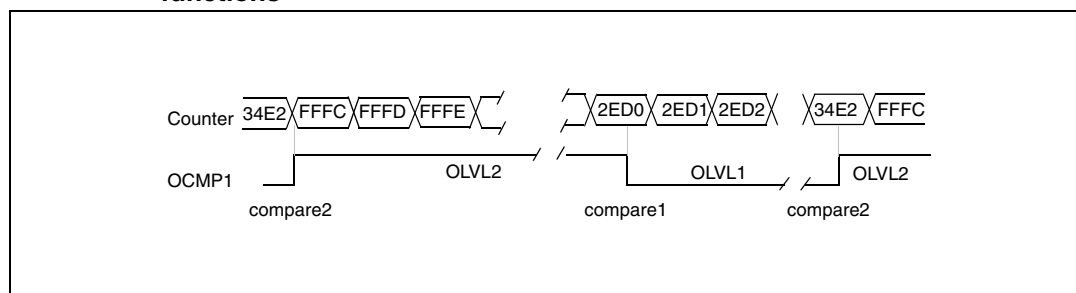 functions
Counter 34E2 FFFC FFFD FFFE 2ED0 2ED1 2ED2 34E2 FFFC
OCMP1 OLVL2 OLVL1 OLVL2
compare2 compare1 compare2